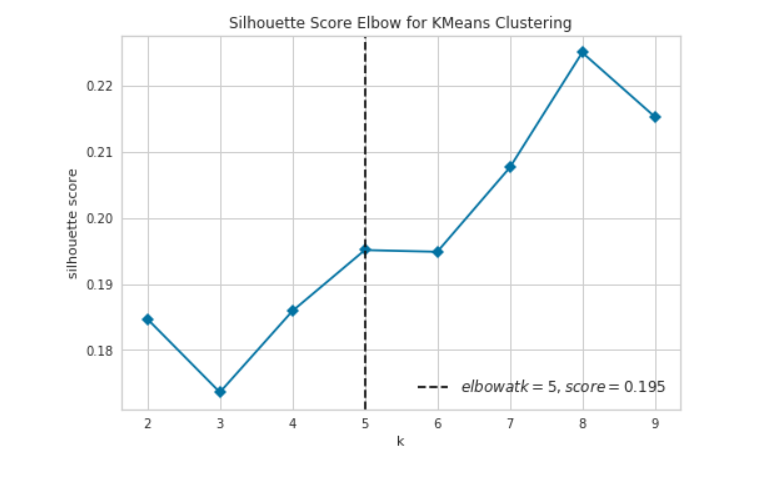 Silhouette Score Elbow for KMeans Clustering
0.22
0.21
0.20
0.19
0.18
silhouette score
elbowatk = 5, score = 0.195
2 3 4 5 6 7 8 9
k